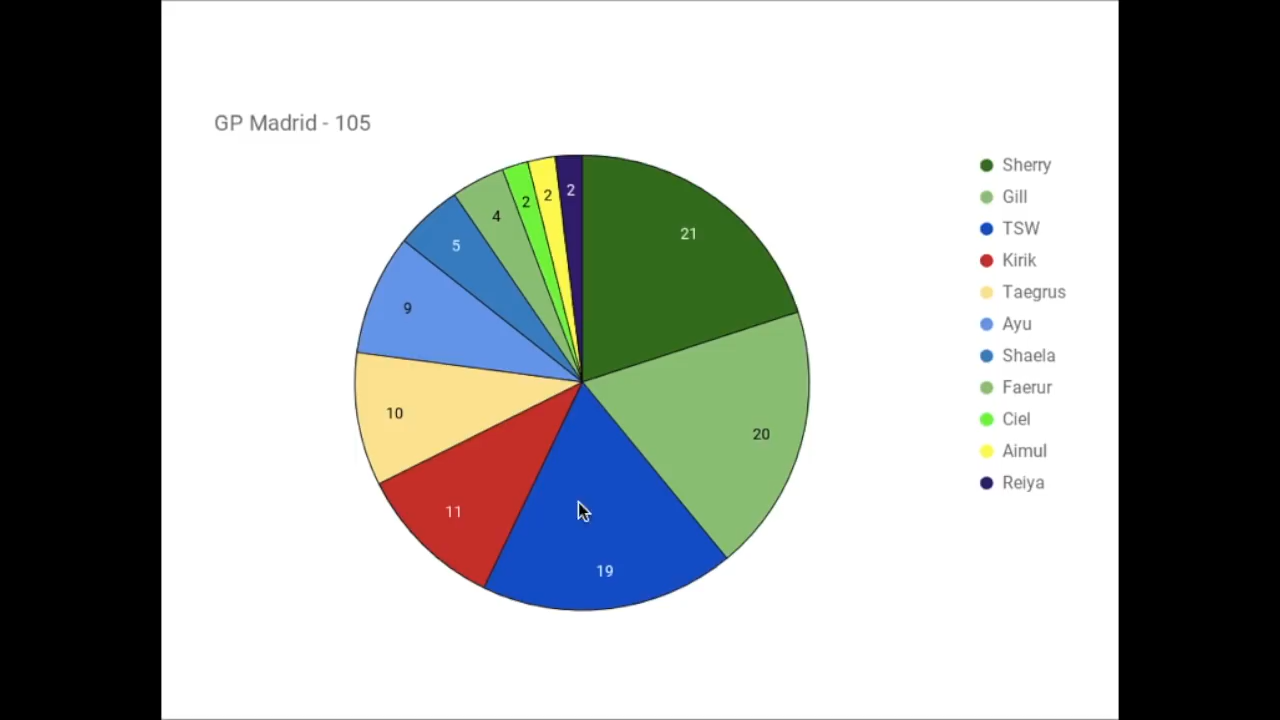 GP Madrid - 105
2
2
2
4
21
5
9
20
10
11
19
Sherry
Gill
TSW
Kirik
Taegrus
Ayu
Shaela
Faerur
Ciel
Aimul
Reiya